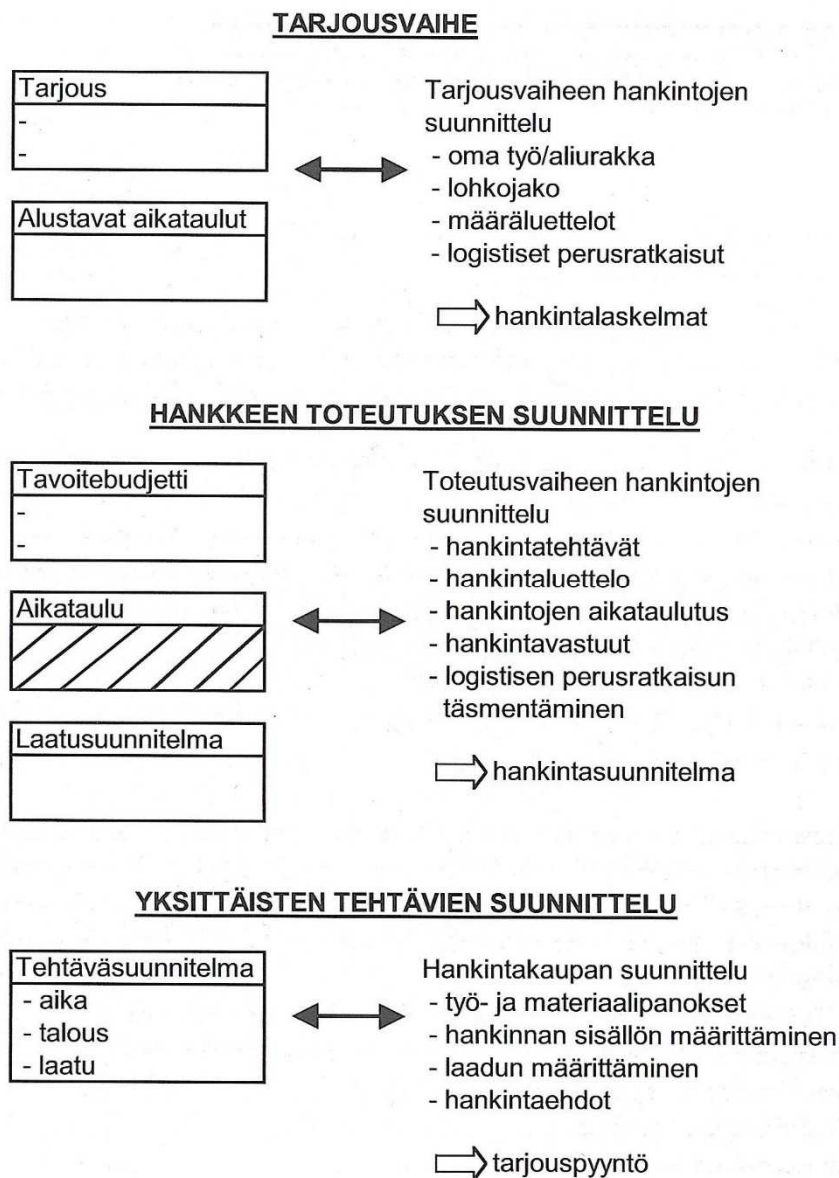 TARJOUSVAIHE
Tarjous
-
-
Alustavat aikataulut
Tarjousvaiheen hankintojen
suunnittelu
- oma työ/aliurakka
- lohkojako
- määräluettelot
- logistiset perusratkaisut
hankintalaskelmat
HANKKEEN TOTEUTUKSEN SUUNNITTELU
Tavoitebudjetti
-
-
Aikataulu
Laatusuunnitelma
Toteutusvaiheen hankintojen
suunnittelu
- hankintatehtävät
- hankintaluettelo
- hankintojen aikataulutus
- hankintavastuut
- logistisen perusratkaisun
täsmentäminen
hankintasuunnitelma
YKSITTÄISTEN TEHTÄVIEN SUUNNITTELU
Tehtäväsuunnitelma
- aika
- talous
- laatu
Hankintakaupan suunnittelu
- työ- ja materiaalipanokset
- hankinnan sisällön määrittäminen
- laadun määrittäminen
- hankintaehdot
tarjouspyyntö